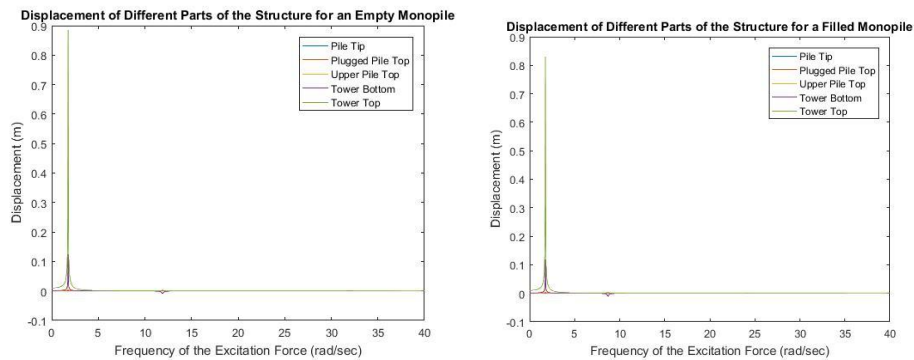 Displacement of Different Parts of the Structure for an Empty Monopile
0.9
0.8
0.7
0.6
0.5
0.4
0.3
0.2
0.1
0
-0.1
Displacement (m)
Pile Tip
Plugged Pile Top
Upper Pile Top
Tower Bottom
Tower Top
0 5 10 15 20 25 30 35 40
Frequency of the Excitation Force (rad/sec)
Displacement of Different Parts of the Structure for a Filled Monopile
0.9
0.8
0.7
0.6
0.5
0.4
0.3
0.2
0.1
0
-0.1
Displacement (m)
Pile Tip
Plugged Pile Top
Upper Pile Top
Tower Bottom
Tower Top
0 5 10 15 20 25 30 35 40
Frequency of the Excitation Force (rad/sec)